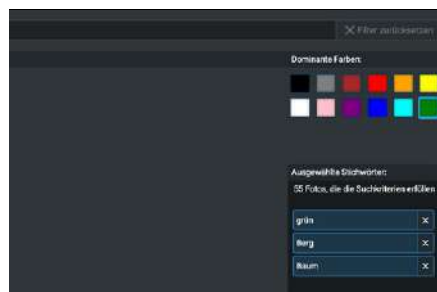 Filter zurücksetzen
Dominante Farben:
Ausgewählte Stichwörter:
55 Fotos, die die Suchkriterien erfüllen
grün
Berg
Baum